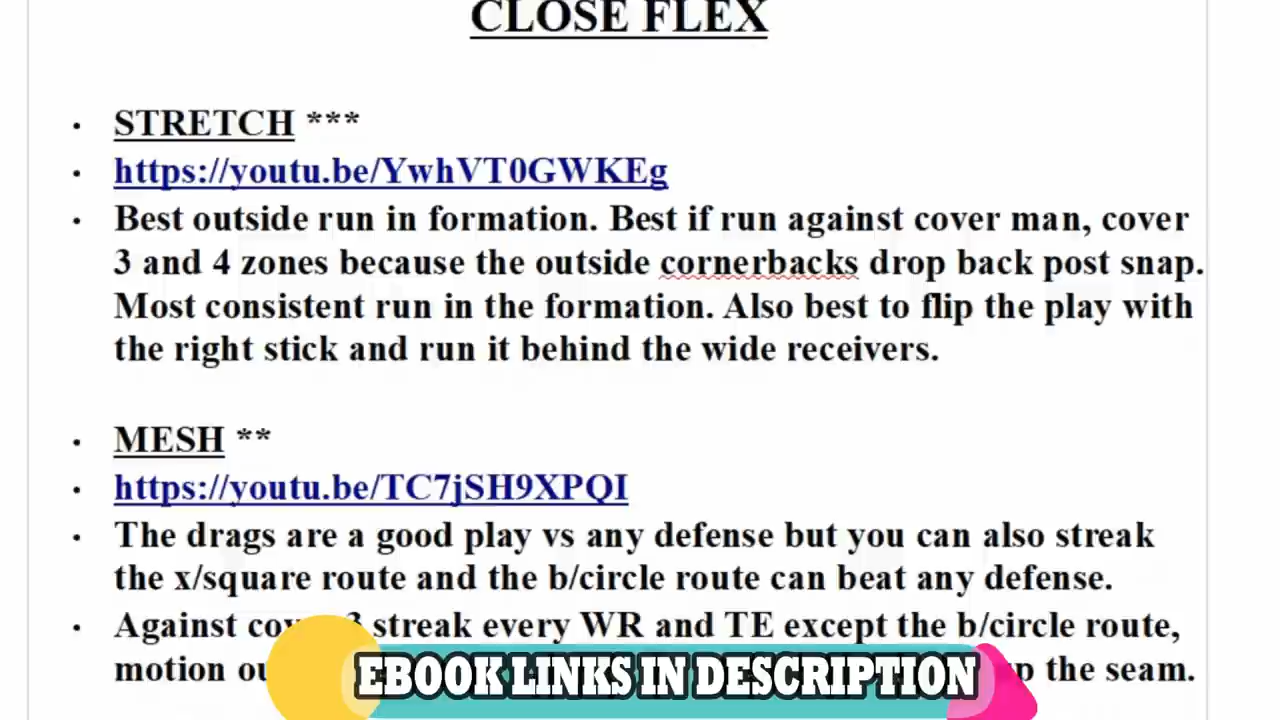 CLOSE FLEX
• STRETCH ***
• https://youtu.be/YwhVT0GWKEg
• Best outside run in formation. Best if run against cover man, cover
3 and 4 zones because the outside cornerbacks drop back post snap.
Most consistent run in the formation. Also best to flip the play with
the right stick and run it behind the wide receivers.
• MESH **
• https://youtu.be/TC7jSH9XPQI
• The drags are a good play vs any defense but you can also streak
the x/square route and the b/circle route can beat any defense.
• Against 3 streak every WR and TE except the b/circle route,
motion the seam.
EBOOK LINKS IN DESCRIPTION